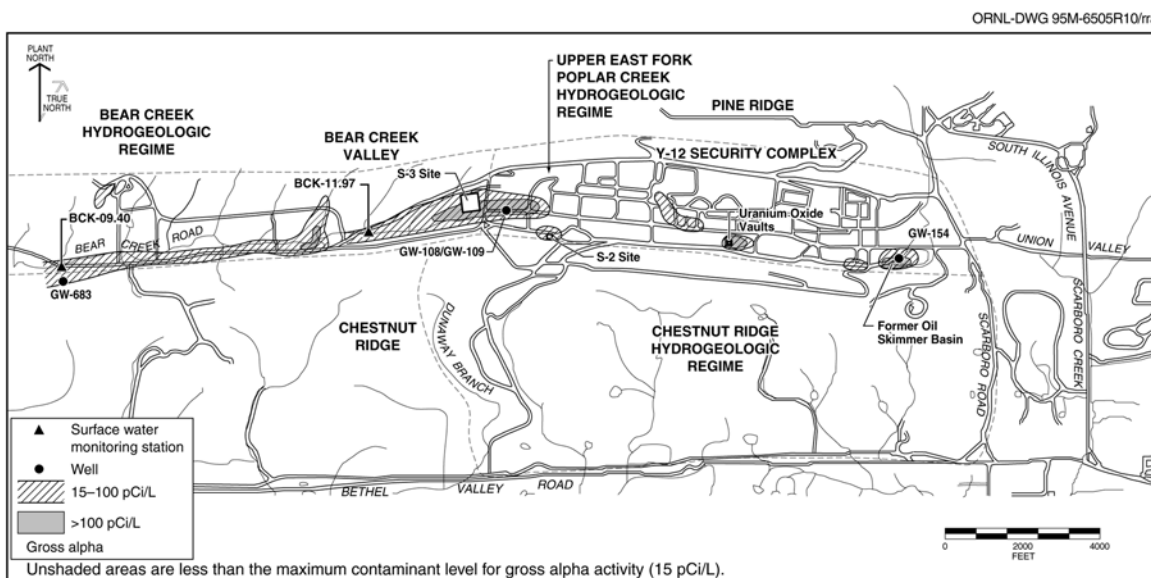 ORNL-DWG 95M-6505R10/rra
PLANT
NORTH
TRUE
NORTH
BEAR CREEK
HYDROGEOLOGIC
REGIME
BEAR CREEK
VALLEY
UPPER EAST FORK
POPLAR CREEK
HYDROGEOLOGIC
REGIME
PINE RIDGE
Y-12 SECURITY COMPLEX
SOUTH ILLINOIS AVENUE
BCK-11.97
S-3 Site
BCK-09.40
BEAR CREEK ROAD
Uranium Oxide
Vaults
GW-154
UNION VALLEY
GW-108/GW-109
S-2 Site
GW-683
CHESTNUT
RIDGE
DUNAWAY BRANCH
CHESTNUT RIDGE
HYDROGEOLOGIC
REGIME
Former Oil
Skimmer Basin
SCARBORO ROAD
SCARBORO CREEK
BETHEL VALLEY ROAD
Surface water
monitoring station
Well
15–100 pCi/L
>100 pCi/L
Gross alpha
0 2000 4000
FEET
Unshaded areas are less than the maximum contaminant level for gross alpha activity (15 pCi/L).